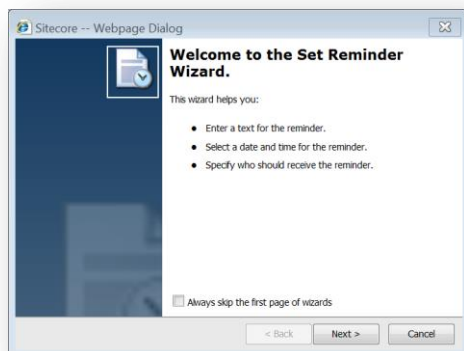 Sitecore -- Webpage Dialog
Welcome to the Set Reminder
Wizard.
This wizard helps you:
• Enter a text for the reminder.
• Select a date and time for the reminder.
• Specify who should receive the reminder.
Always skip the first page of wizards
< Back Next > Cancel